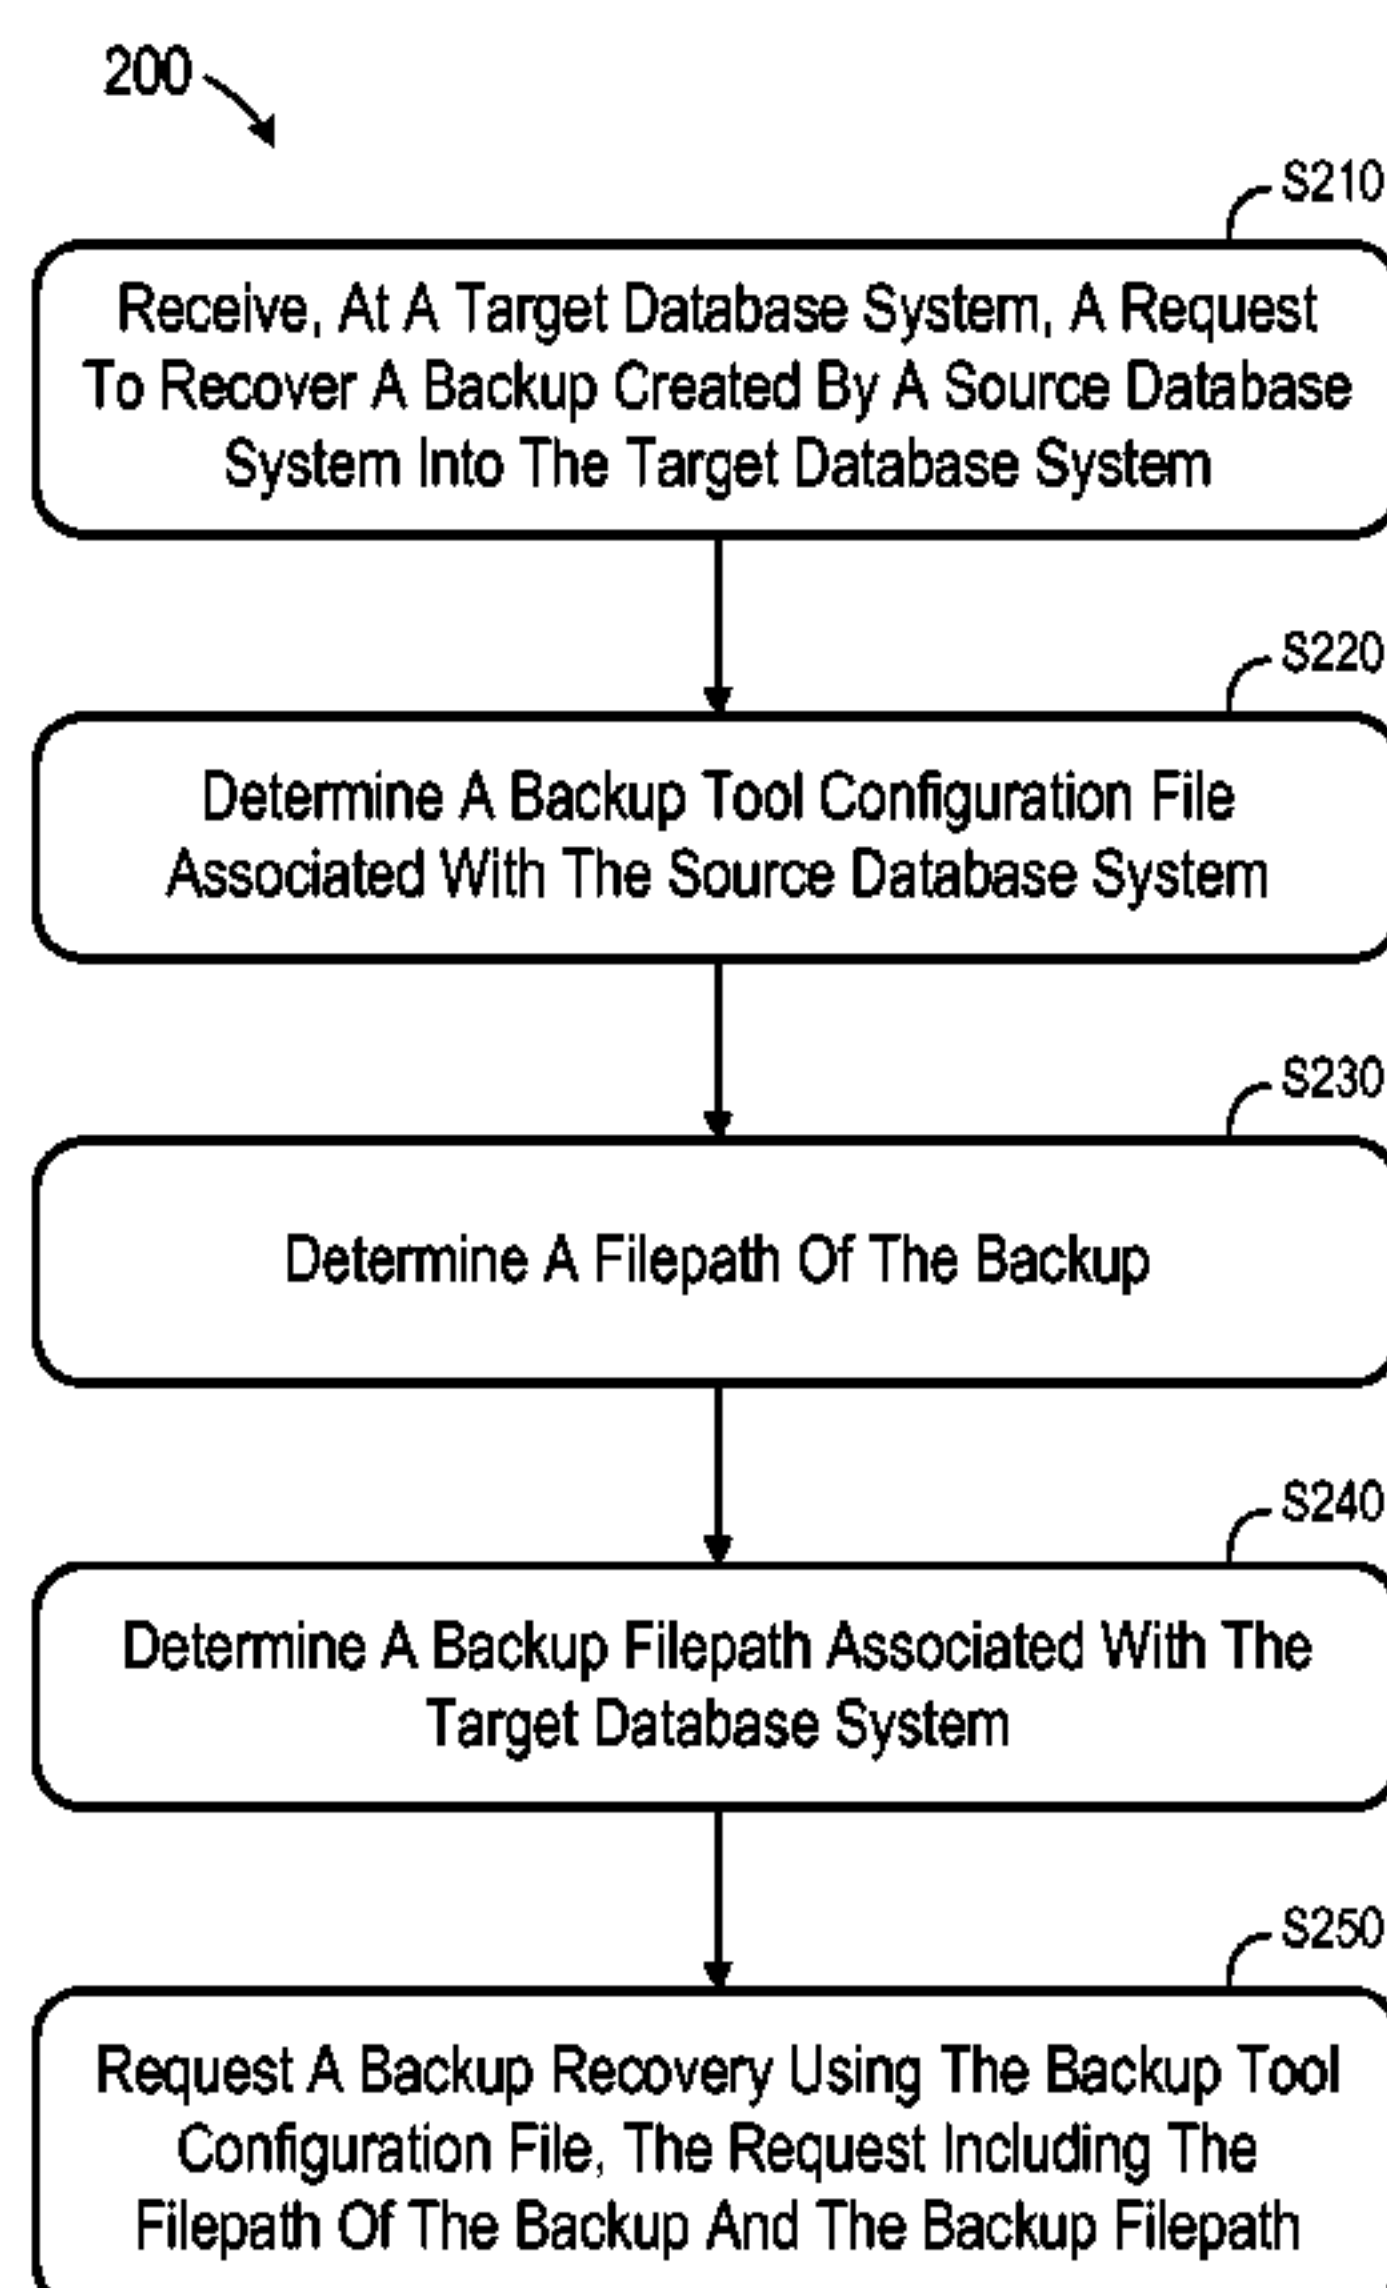 200
S210
Receive, At A Target Database System, A Request
To Recover A Backup Created By A Source Database
System Into The Target Database System
S220
Determine A Backup Tool Configuration File
Associated With The Source Database System
S230
Determine A Filepath Of The Backup
S240
Determine A Backup Filepath Associated With The
Target Database System
S250
Request A Backup Recovery Using The Backup Tool
Configuration File, The Request Including The
Filepath Of The Backup And The Backup Filepath